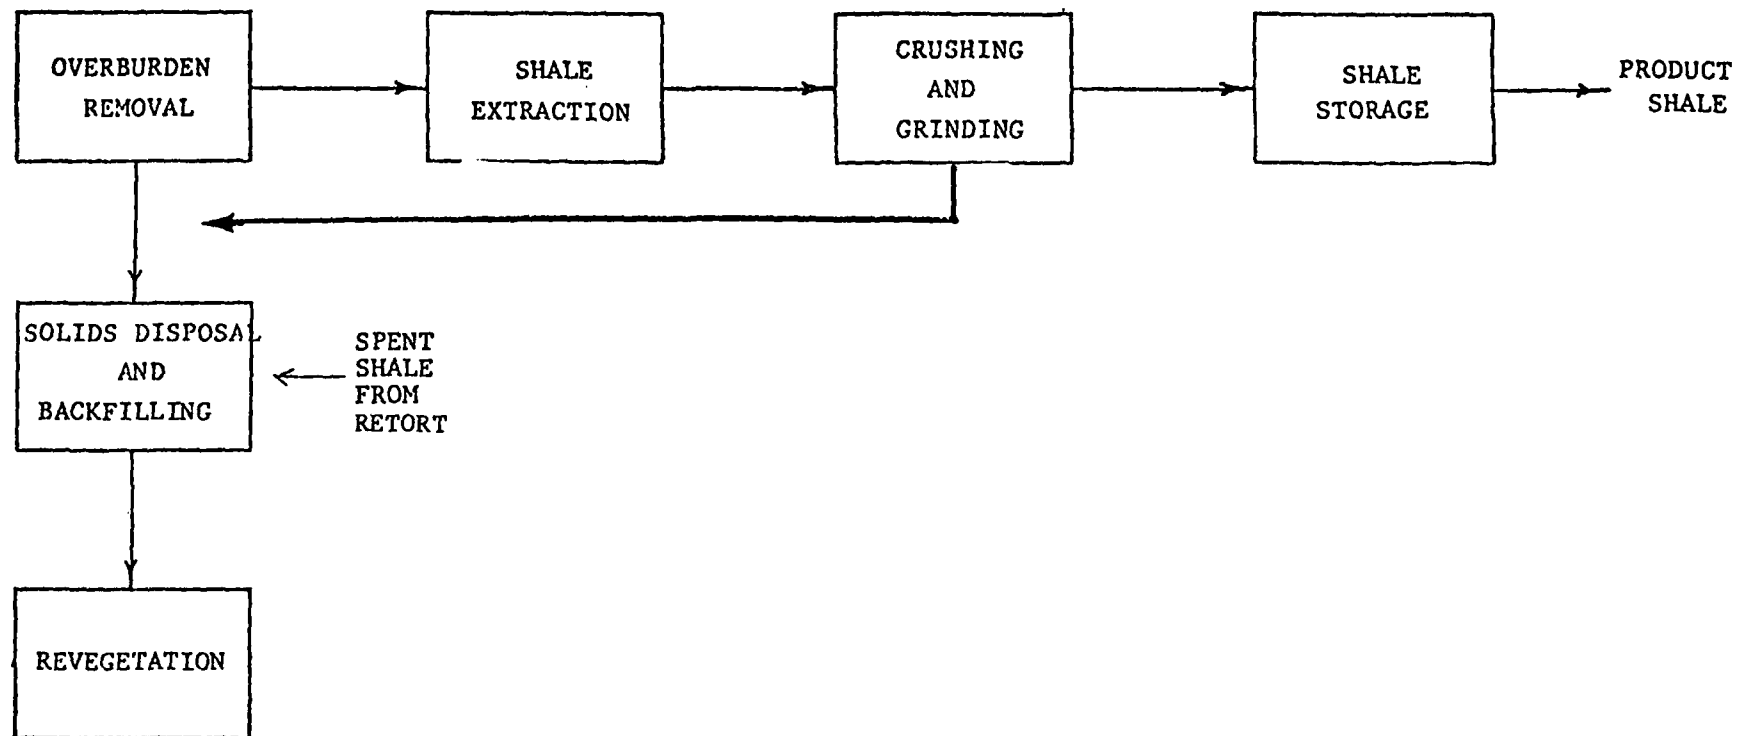 OVERBURDEN
REMOVAL
SHALE
EXTRACTION
CRUSHING
AND
GRINDING
SHALE
STORAGE
PRODUCT
SHALE
SOLIDS DISPOSAL
AND
BACKFILLING
SPENT
SHALE
FROM
RETORT
REVEGETATION